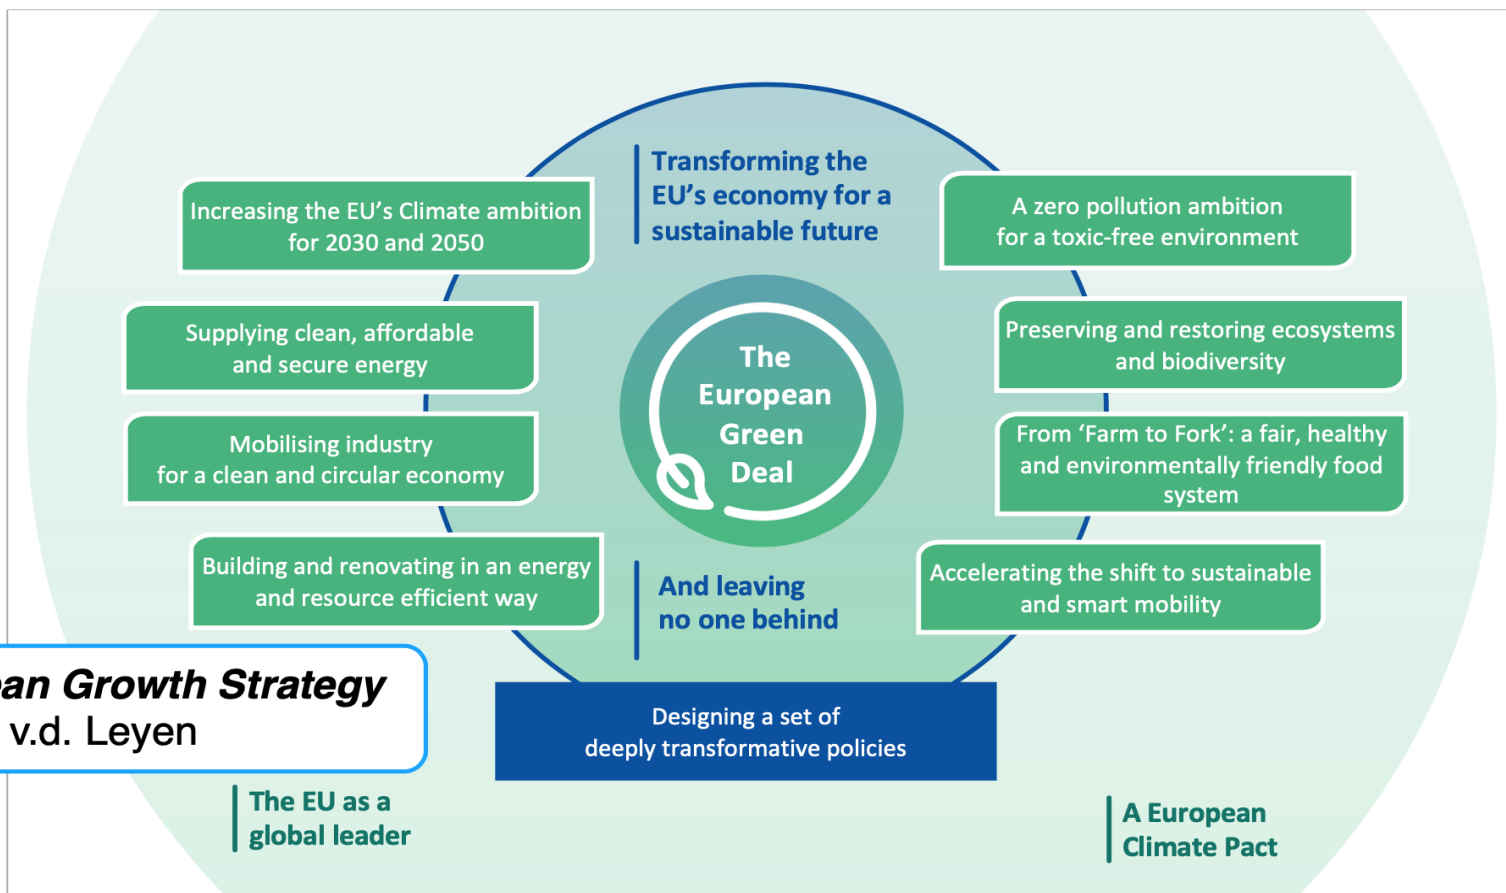 Transforming the
EU’s economy for a
sustainable future
Increasing the EU’s Climate ambition
for 2030 and 2050
Supplying clean, affordable
and secure energy
Mobilising industry
for a clean and circular economy
Building and renovating in an energy
and resource efficient way
The
European
Green
Deal
A zero pollution ambition
for a toxic-free environment
Preserving and restoring ecosystems
and biodiversity
From ‘Farm to Fork’: a fair, healthy
and environmentally friendly food
system
Accelerating the shift to sustainable
and smart mobility
And leaving
no one behind
Growth Strategy
v.d. Leyen
Designing a set of
deeply transformative policies
The EU as a
global leader
A European
Climate Pact